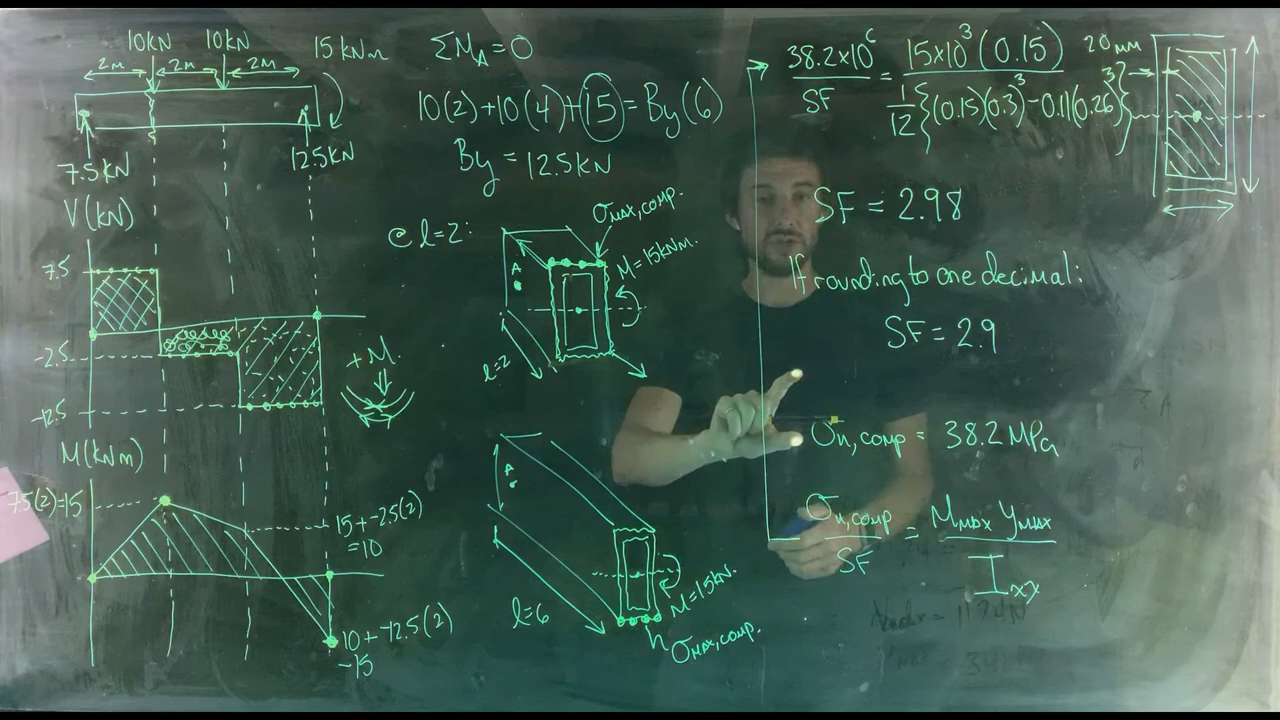 10kN 10kN 15 kNm
2m 2m 2m
7.5kN 12.5kN
V(kN)
7.5
-2.5
-12.5
+M.
M(kNm)
7.5(2)=15
15+-2.5(2)
=10
10+-12.5(2)
-15
ΣM_A=0
10(2)+10(4)+15=By(6)
By=12.5kN
@ l=2:
σ_MAX,COMP.
M=15kNm.
A
l=2
A
l=6
M=15kN.
σ_MAX,COMP.
38.2×10^6/SF = 15×10^3(0.15) / 1/12{(0.15)(0.3)^3-0.11(0.26)^3}
20mm
SF=2.98
If rounding to one decimal:
SF=2.9
σ_u,comp = 38.2 MPa
σ_u,comp/SF = M_MAX y_MAX / I_xx